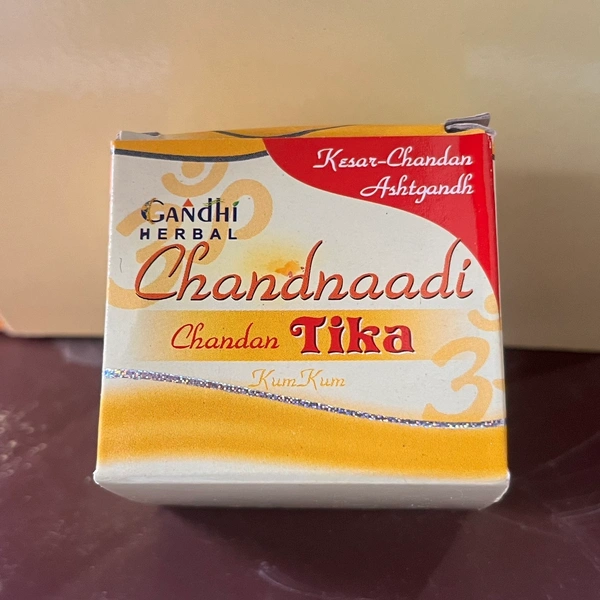 Kesar-Chandan
Ashtgandh
GANDHI
HERBAL
Chandnaadi
Chandan Tika
KumKum